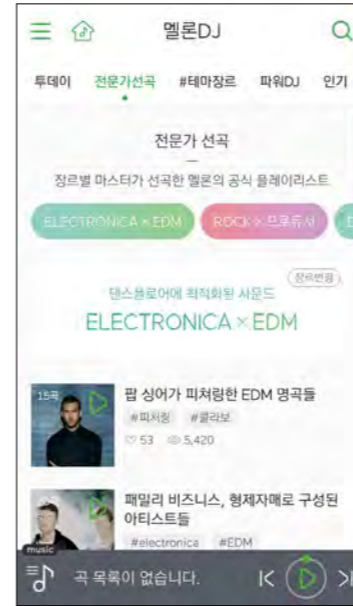 멜론DJ
투데이 전문가선곡 #테마장르 파워DJ 인기
전문가 선곡
장르별 마스터가 선곡한 멜론의 공식 플레이리스트
ELECTRONICA × EDM ROCK × 프로듀서
장르변경
댄스플로어에 최적화된 사운드
ELECTRONICA × EDM
15곡
팝 싱어가 피쳐링한 EDM 명곡들
#피처링 #콜라보
53 5,420
패밀리 비즈니스, 형제자매로 구성된
아티스트들
#electronica #EDM
music
곡 목록이 없습니다.